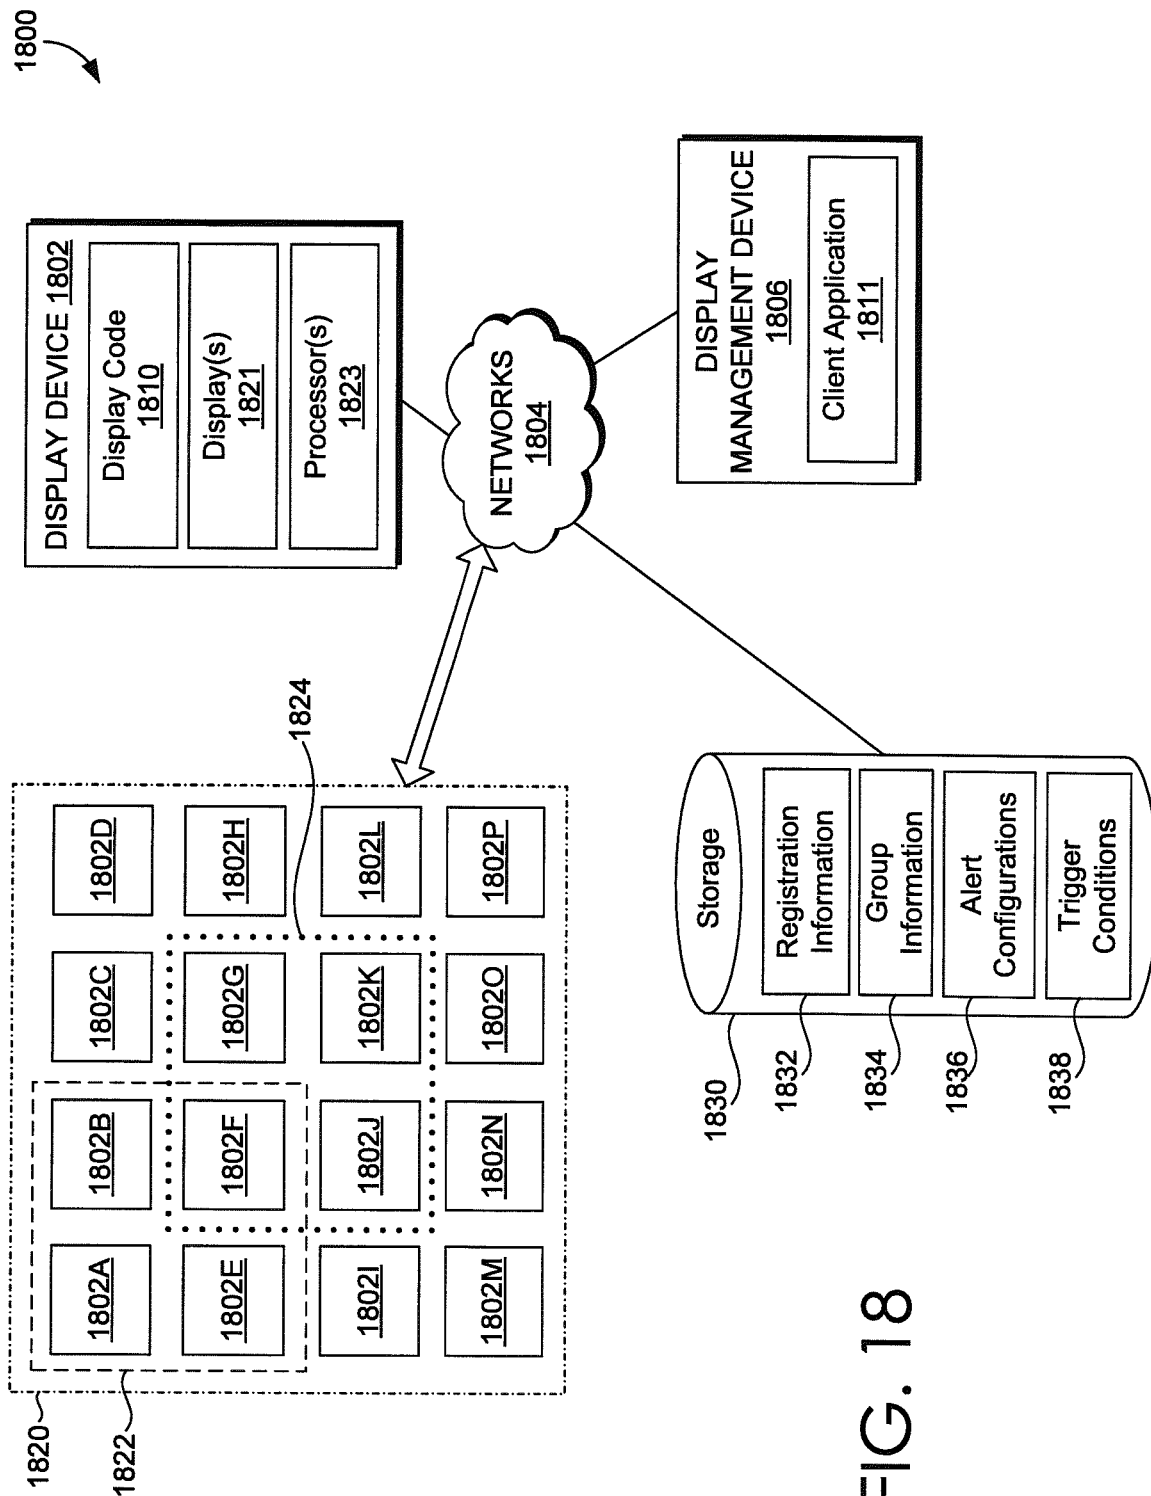 1800
1820
1822
1802A
1802B
1802C
1802D
1802E
1802F
1802G
1802H
1802I
1802J
1802K
1802L
1802M
1802N
1802O
1802P
1824
DISPLAY DEVICE 1802
Display Code
1810
Display(s)
1821
Processor(s)
1823
NETWORKS
1804
1830
Storage
1832
Registration
Information
1834
Group
Information
1836
Alert
Configurations
1838
Trigger
Conditions
DISPLAY
MANAGEMENT DEVICE
1806
Client Application
1811
FIG. 18